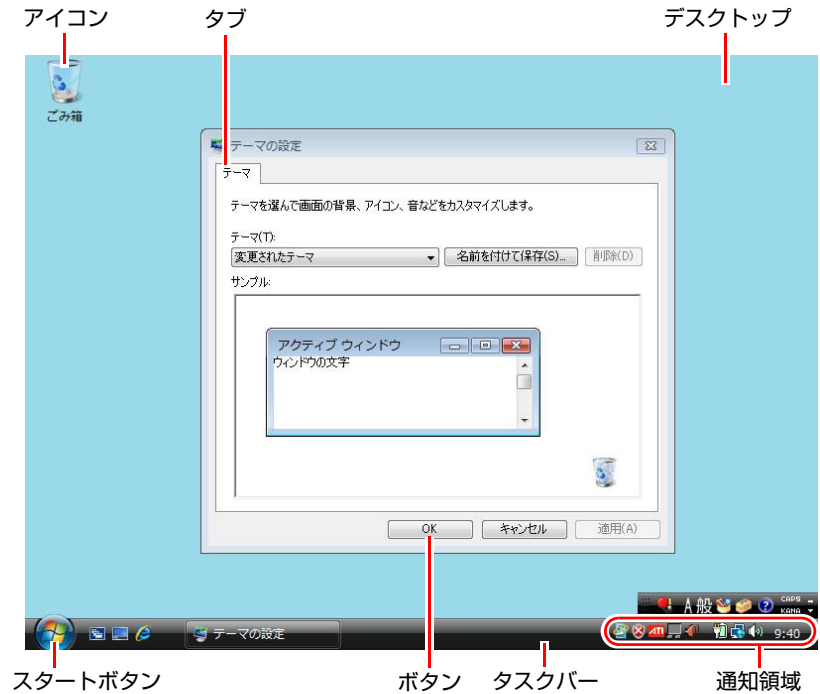 アイコン
タブ
デスクトップ
ごみ箱
テーマの設定
テーマ
テーマを選んで画面の背景、アイコン、音などをカスタマイズします。
テーマ(T):
変更されたテーマ
名前を付けて保存(S)...
削除(D)
サンプル:
アクティブ ウィンドウ
ウィンドウの文字
OK
キャンセル
適用(A)
A 般
CAPS
KANA
テーマの設定
ATI
9:40
スタートボタン
ボタン
タスクバー
通知領域